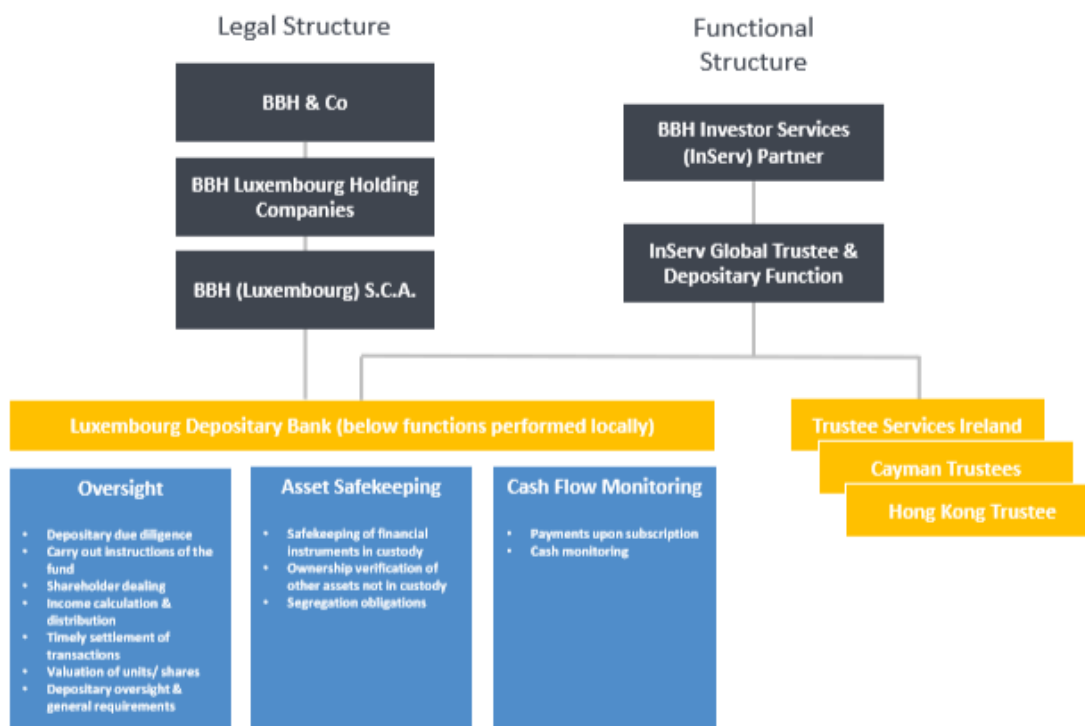 Legal Structure
Functional
Structure
BBH & Co
BBH Luxembourg Holding
Companies
BBH (Luxembourg) S.C.A.
BBH Investor Services
(InServ) Partner
InServ Global Trustee &
Depositary Function
Luxembourg Depositary Bank (below functions performed locally)
Trustee Services Ireland
Cayman Trustees
Hong Kong Trustee
Oversight
• Depositary due diligence
• Carry out instructions of the
fund
• Shareholder dealing
• Income calculation &
distribution
• Timely settlement of
transactions
• Valuation of units/ shares
• Depositary oversight &
general requirements
Asset Safekeeping
• Safekeeping of financial
instruments in custody
• Ownership verification of
other assets not in custody
• Segregation obligations
Cash Flow Monitoring
• Payments upon subscription
• Cash monitoring